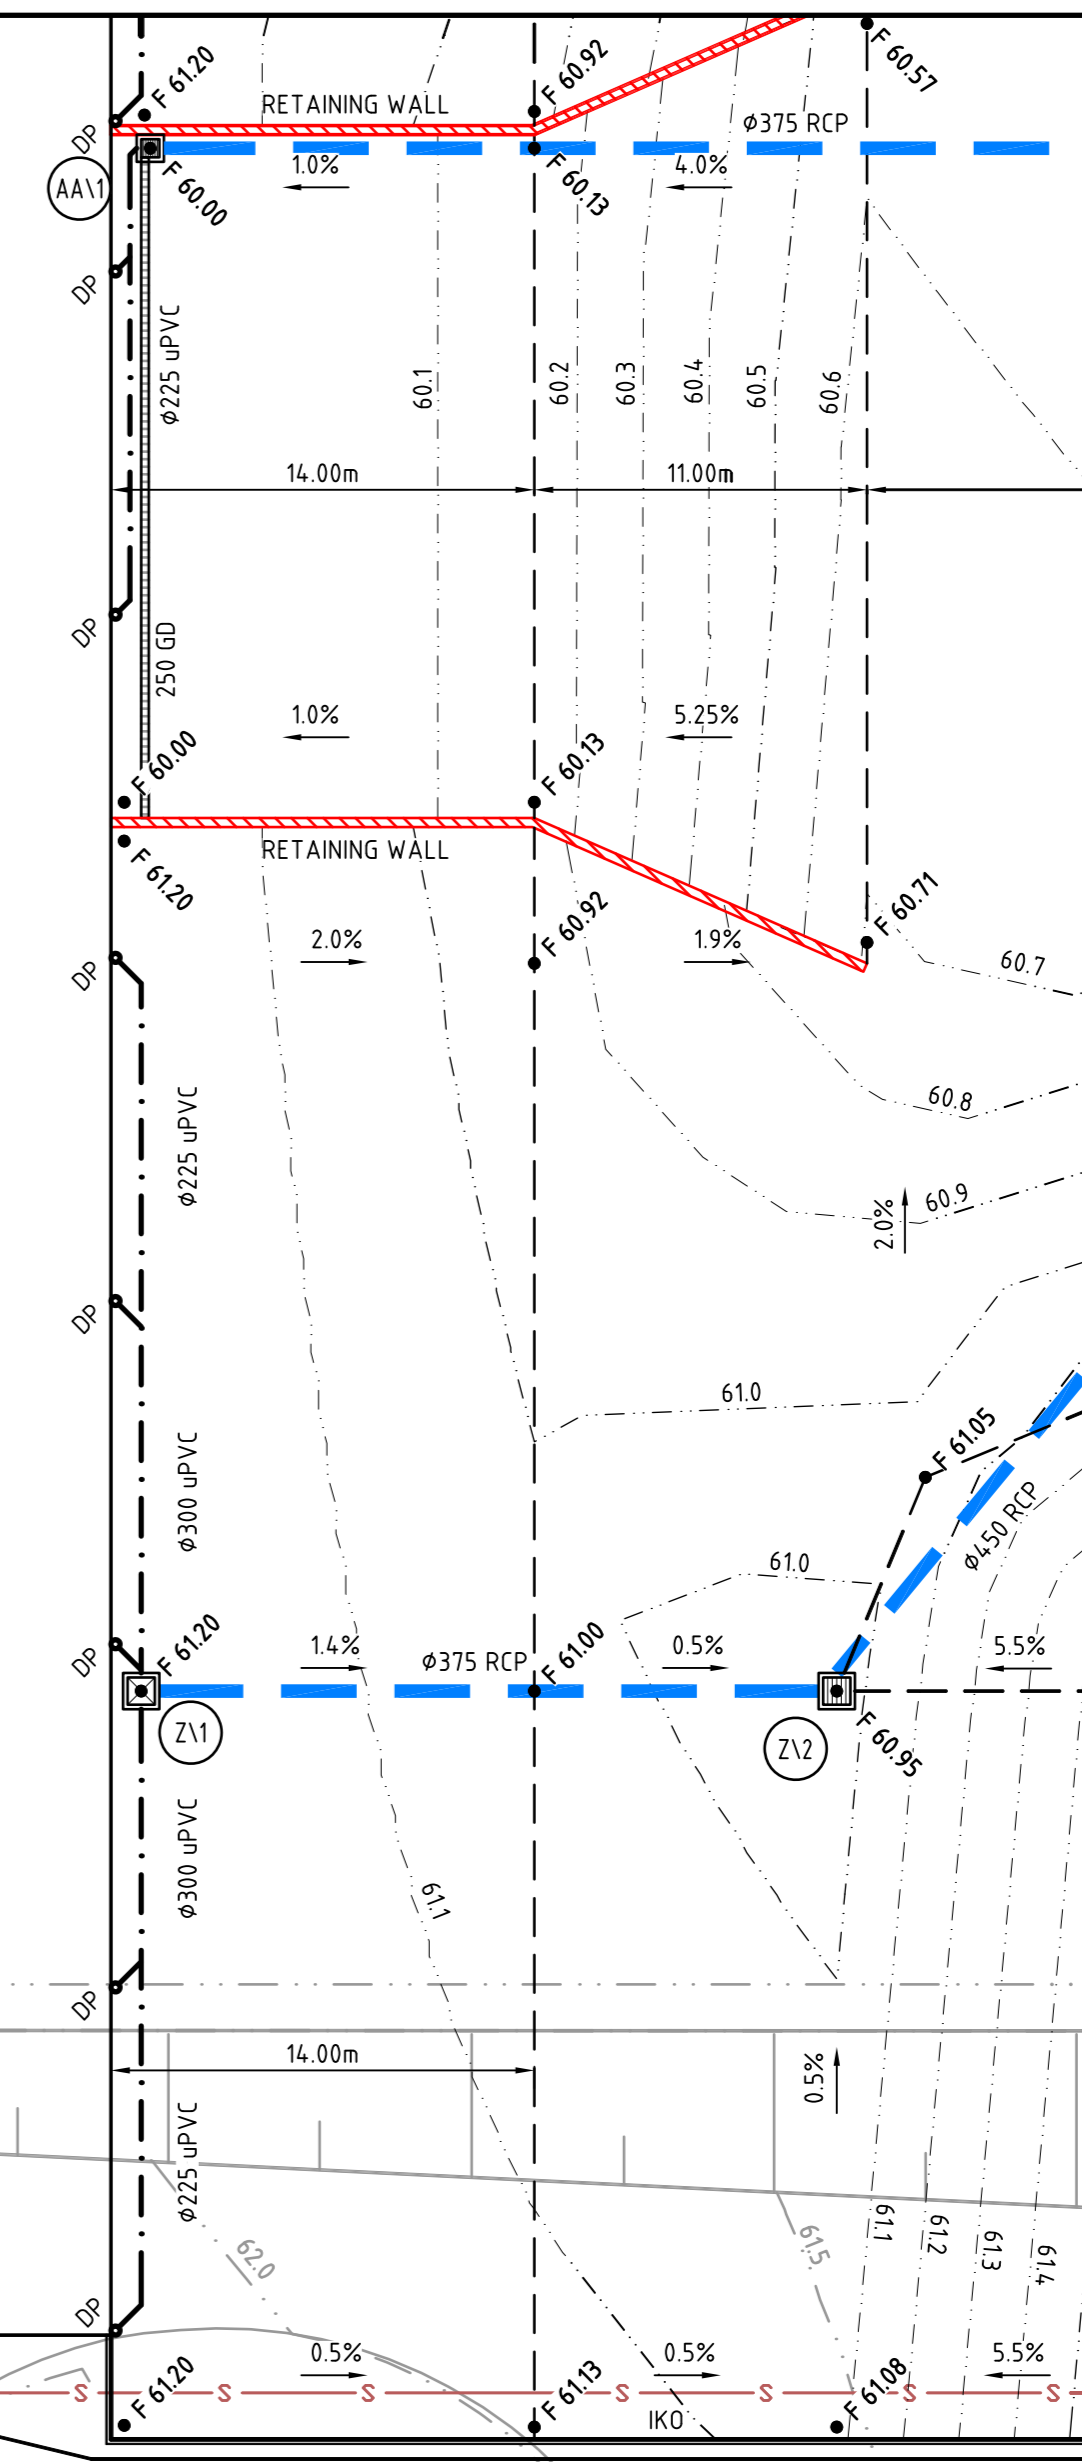 F 61.20
F 60.92
F 60.57
DP
RETAINING WALL
Φ375 RCP
AA\1
F 60.00
1.0%
F 60.13
4.0%
DP
Φ225 uPVC
60.1
60.2
60.3
60.4
60.5
60.6
14.00m
11.00m
DP
250 GD
F 60.00
1.0%
F 60.13
5.25%
RETAINING WALL
F 61.20
F 60.92
F 60.71
DP
2.0%
1.9%
60.7
Φ225 uPVC
60.8
60.9
2.0%
DP
61.0
F 61.05
Φ300 uPVC
Φ450 RCP
61.0
DP
F 61.20
1.4%
Φ375 RCP
F 61.00
0.5%
5.5%
Z\1
Z\2
F 60.95
Φ300 uPVC
61.1
DP
14.00m
0.5%
Φ225 uPVC
62.0
61.5
61.1
61.2
61.3
61.4
DP
F 61.20
0.5%
F 61.13
0.5%
F 61.08
5.5%
S S S S S S S
IKO